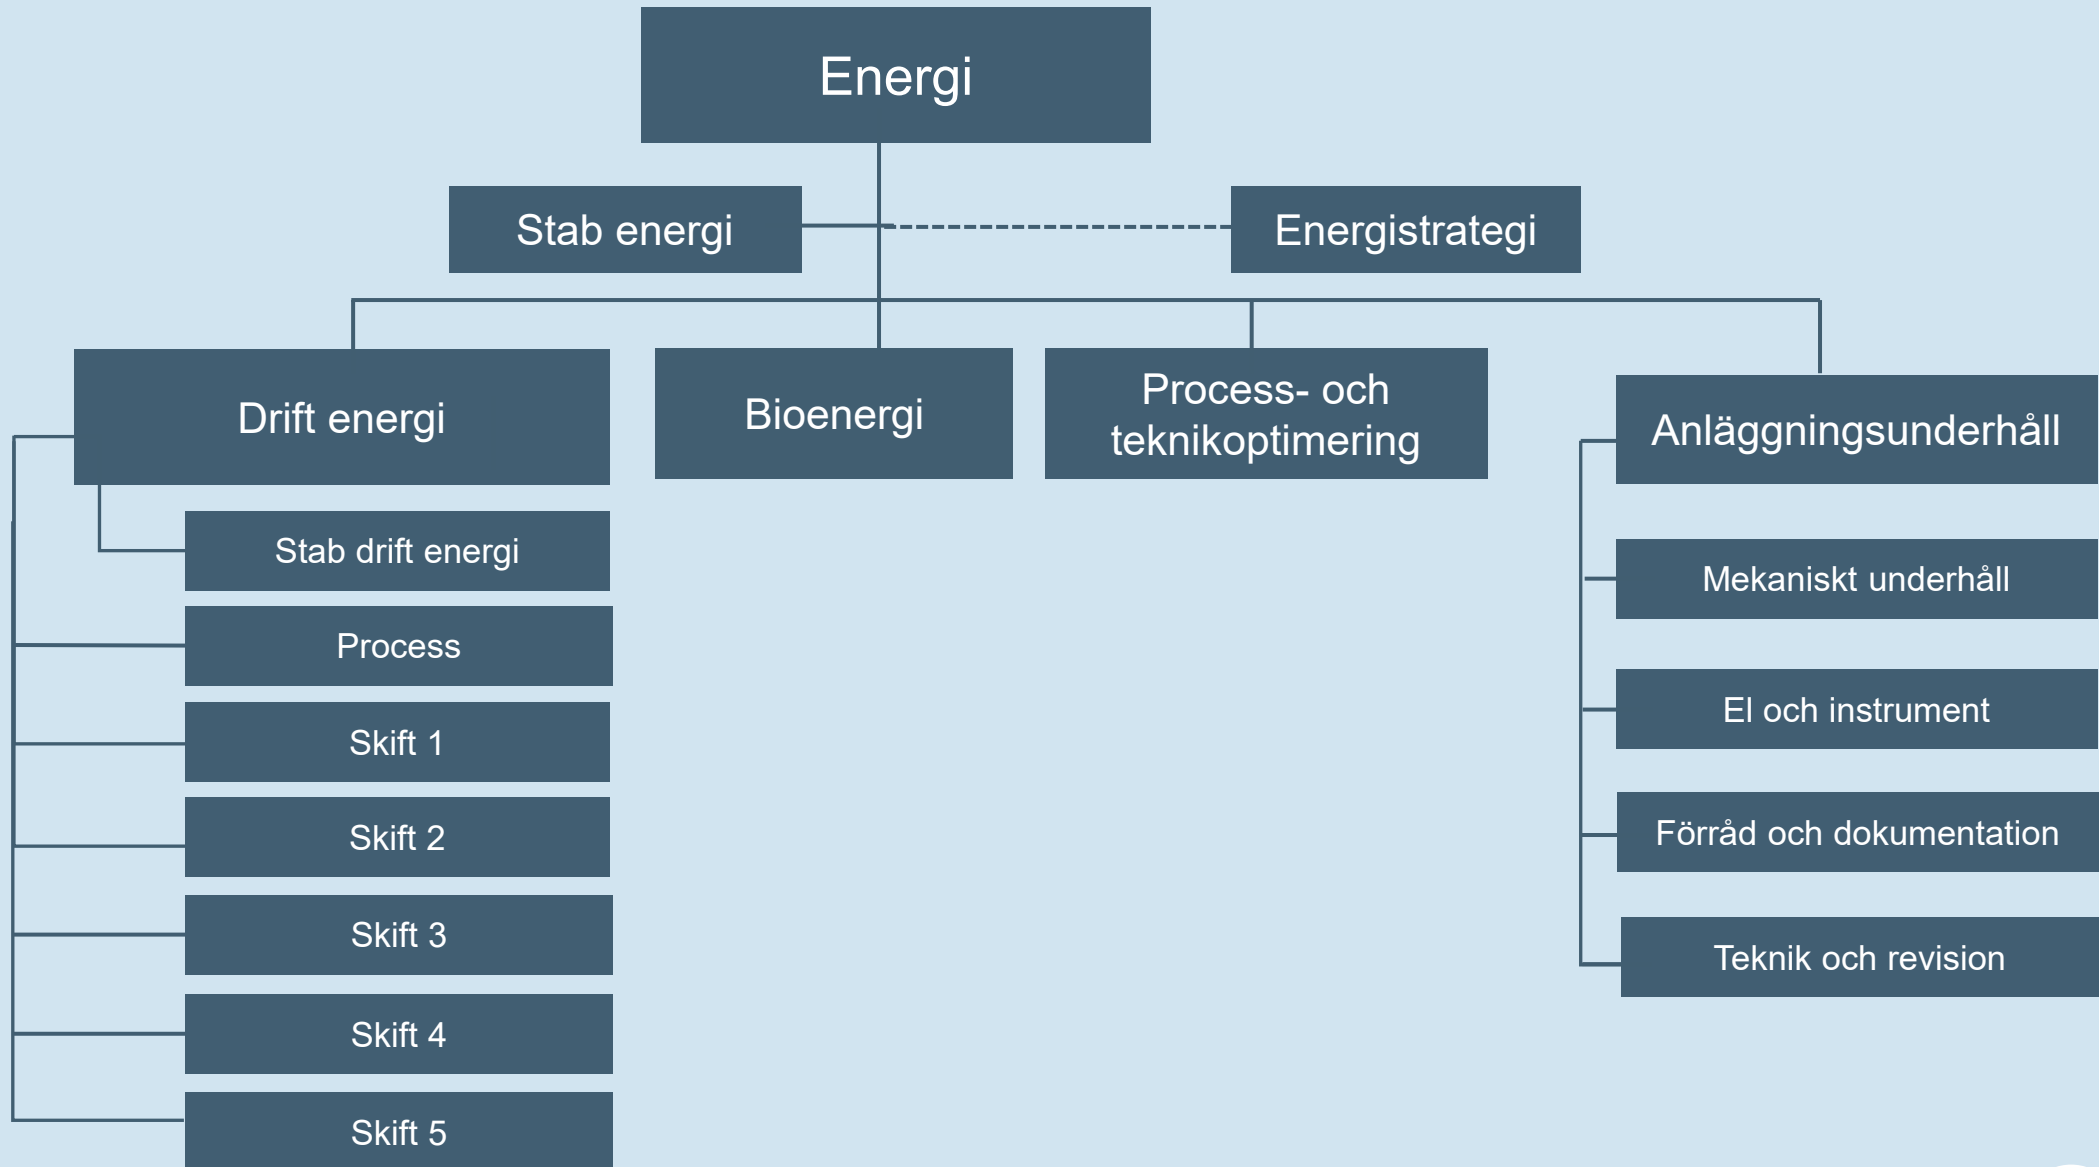 Energi
Stab energi
Energistrategi
Drift energi
Bioenergi
Process- och
teknikoptimering
Anläggningsunderhåll
Stab drift energi
Process
Skift 1
Skift 2
Skift 3
Skift 4
Skift 5
Mekaniskt underhåll
El och instrument
Förråd och dokumentation
Teknik och revision